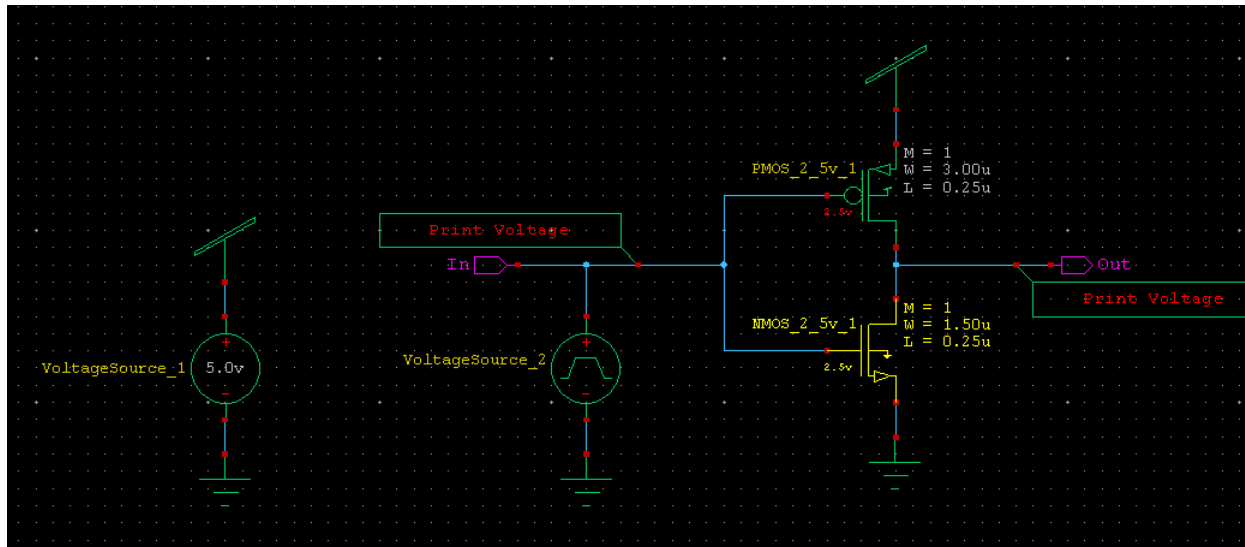 M = 1
PMOS_2_5v_1
W = 3.00u
L = 0.25u
2.5v
Print Voltage
In
Out
Print Voltage
M = 1
NMOS_2_5v_1
W = 1.50u
L = 0.25u
2.5v
VoltageSource_1
+
5.0v
-
VoltageSource_2
+
-